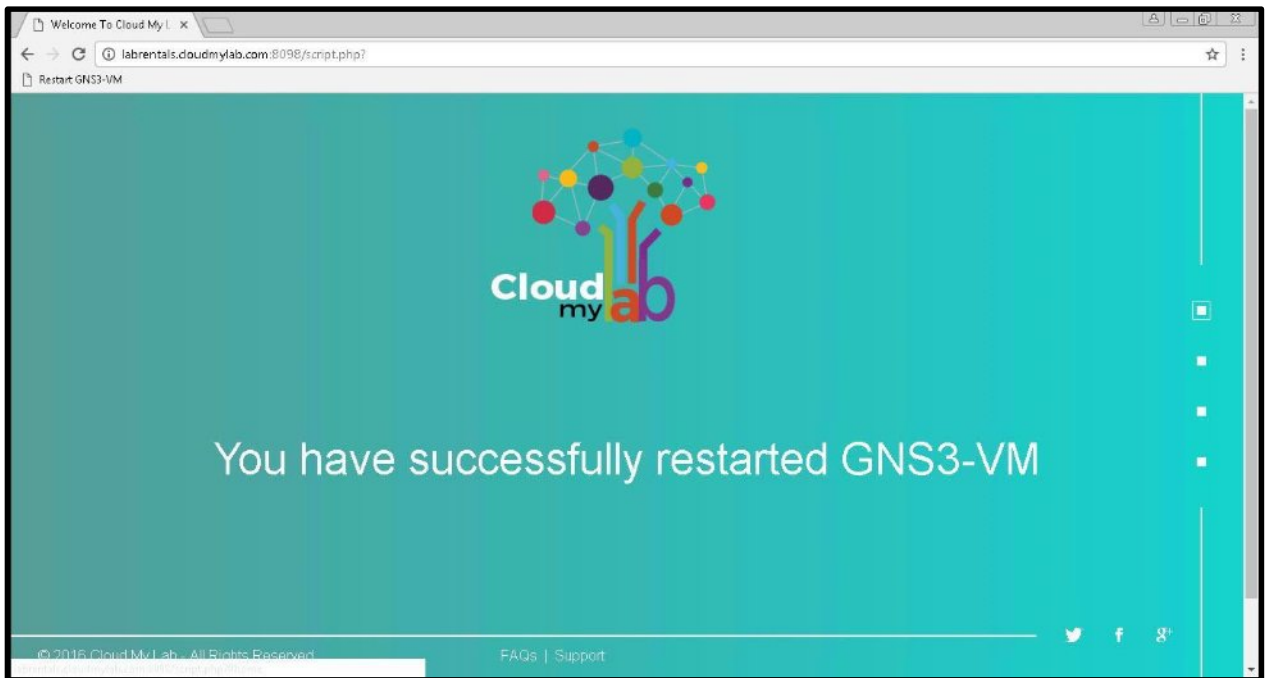 Welcome To Cloud My L
labrentals.cloudmylab.com:8098/script.php?
Restart GNS3-VM
Cloud
my lab
You have successfully restarted GNS3-VM
© 2016 Cloud My Lab - All Rights Reserved
FAQs | Support